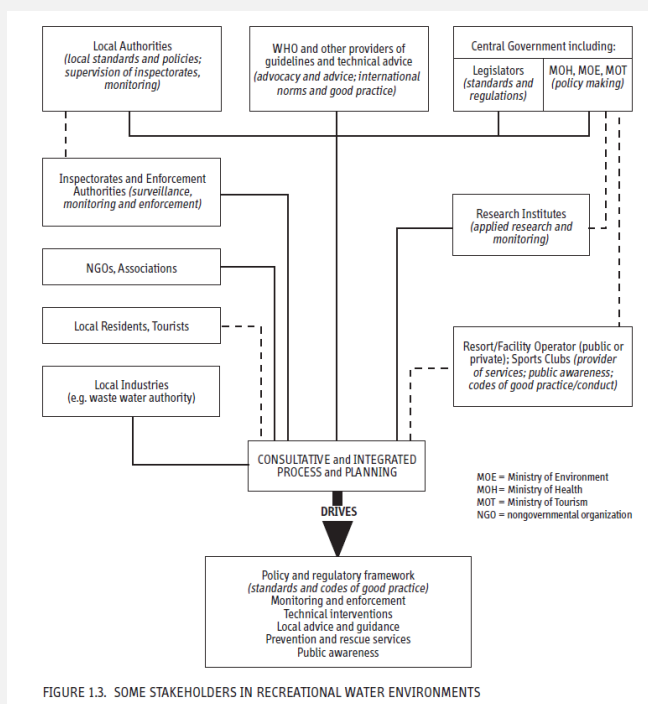 Local Authorities
(local standards and policies;
supervision of inspectorates,
monitoring)
WHO and other providers of
guidelines and technical advice
(advocacy and advice; international
norms and good practice)
Central Government including:
Legislators
(standards and
regulations)
MOH, MOE, MOT
(policy making)
Inspectorates and Enforcement
Authorities (surveillance,
monitoring and enforcement)
Research Institutes
(applied research and
monitoring)
NGOs, Associations
Local Residents, Tourists
Resort/Facility Operator (public or
private); Sports Clubs (provider
of services; public awareness;
codes of good practice/conduct)
Local Industries
(e.g. waste water authority)
CONSULTATIVE and INTEGRATED
PROCESS and PLANNING
MOE = Ministry of Environment
MOH = Ministry of Health
MOT = Ministry of Tourism
NGO = nongovernmental organization
DRIVES
Policy and regulatory framework
(standards and codes of good practice)
Monitoring and enforcement
Technical interventions
Local advice and guidance
Prevention and rescue services
Public awareness
FIGURE 1.3. SOME STAKEHOLDERS IN RECREATIONAL WATER ENVIRONMENTS